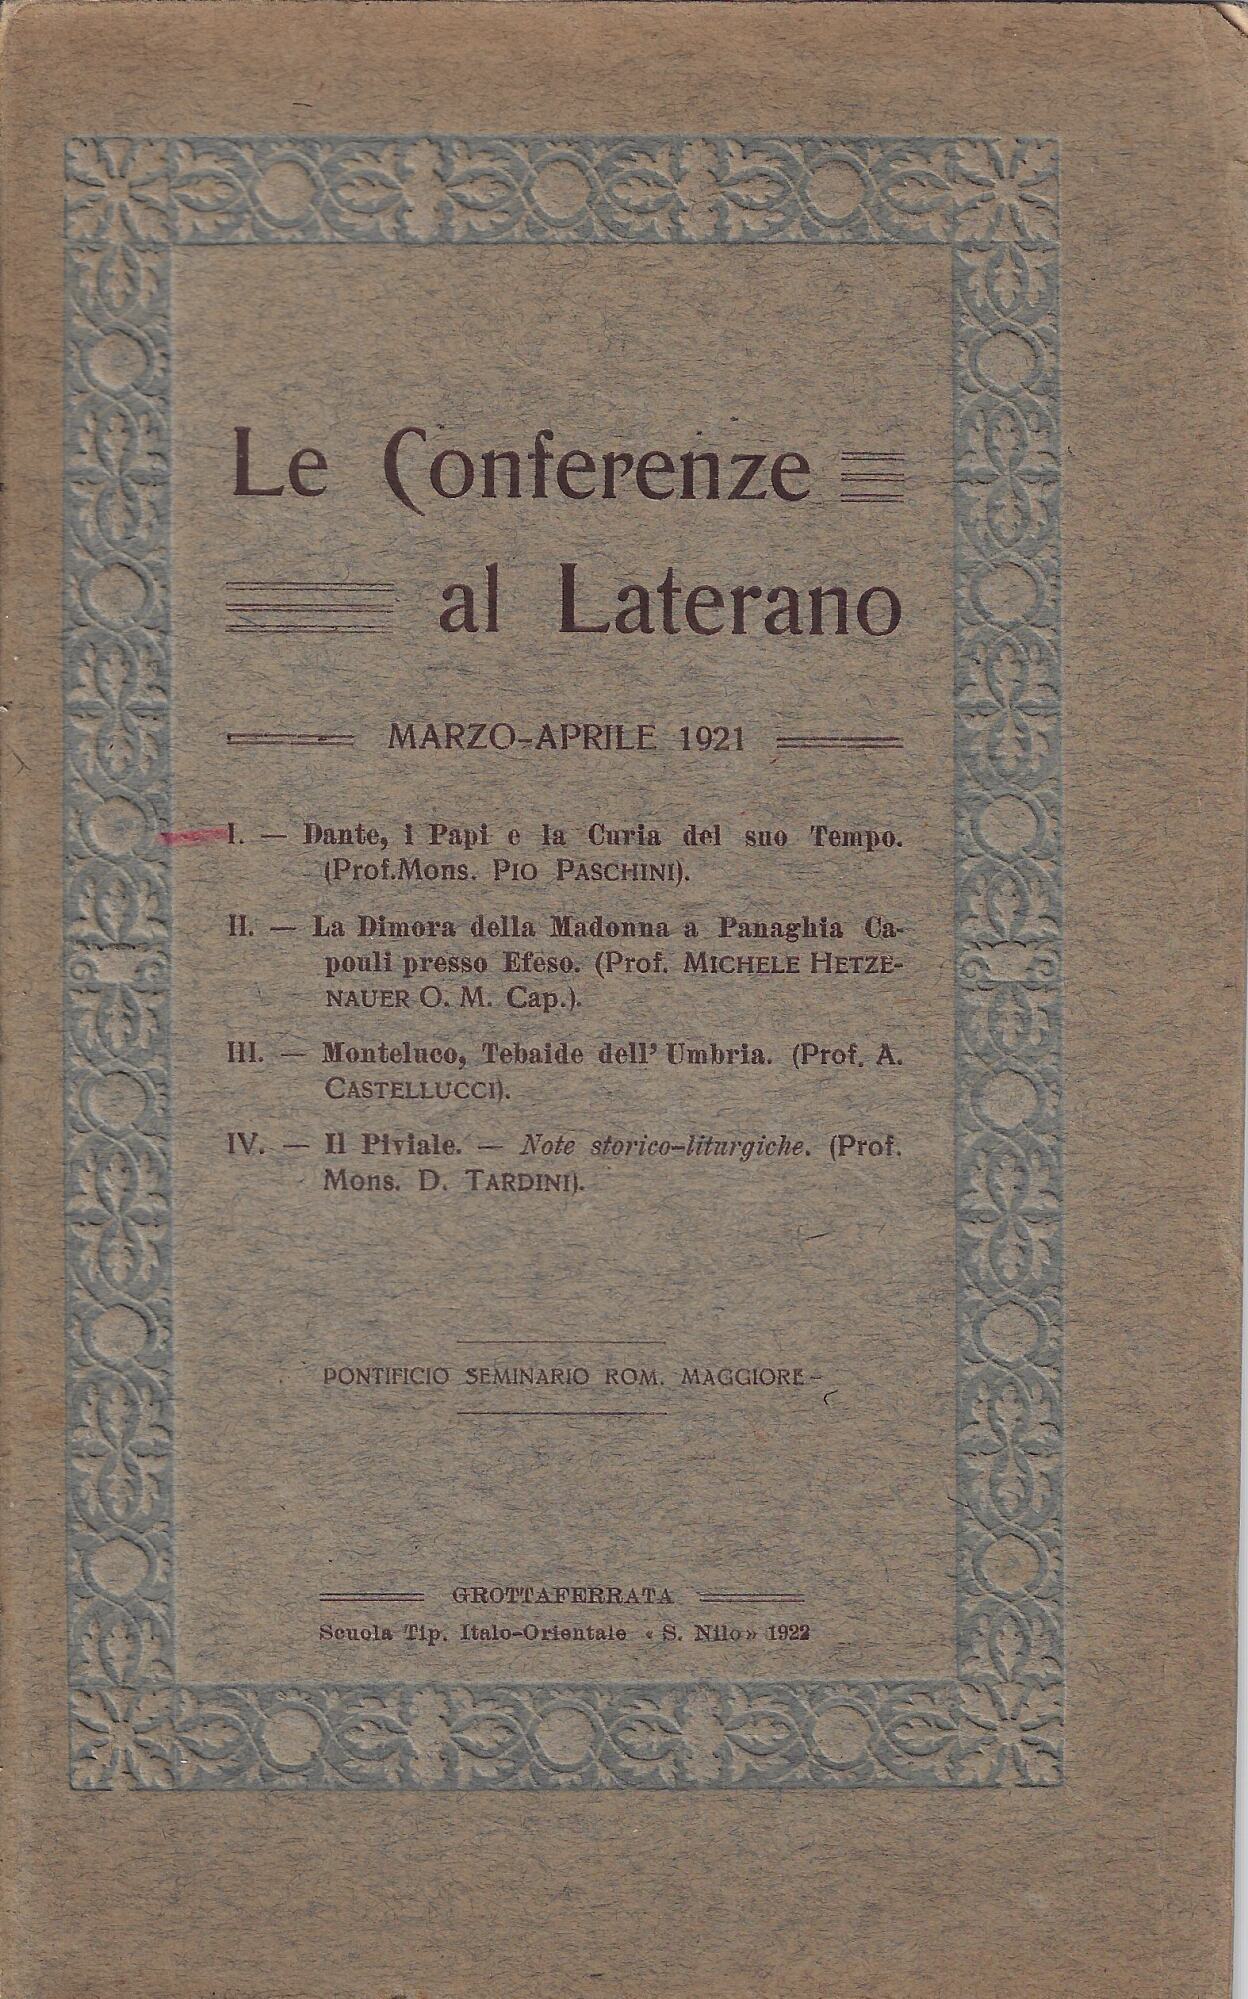 Le Conferenze
al Laterano
MARZO-APRILE 1921
I. — Dante, i Papi e la Curia del suo Tempo.
(Prof. Mons. PIO PASCHINI).
II. — La Dimora della Madonna a Panaghia Ca-
pouli presso Efeso. (Prof. MICHELE HETZE-
NAUER O. M. Cap.).
III. — Monteluco, Tebaide dell' Umbria. (Prof. A.
CASTELLUCCI).
IV. — Il Piviale. — Note storico-liturgiche. (Prof.
Mons. D. TARDINI).
PONTIFICIO SEMINARIO ROM. MAGGIORE
GROTTAFERRATA
Scuola Tip. Italo-Orientale « S. Nilo » 1922